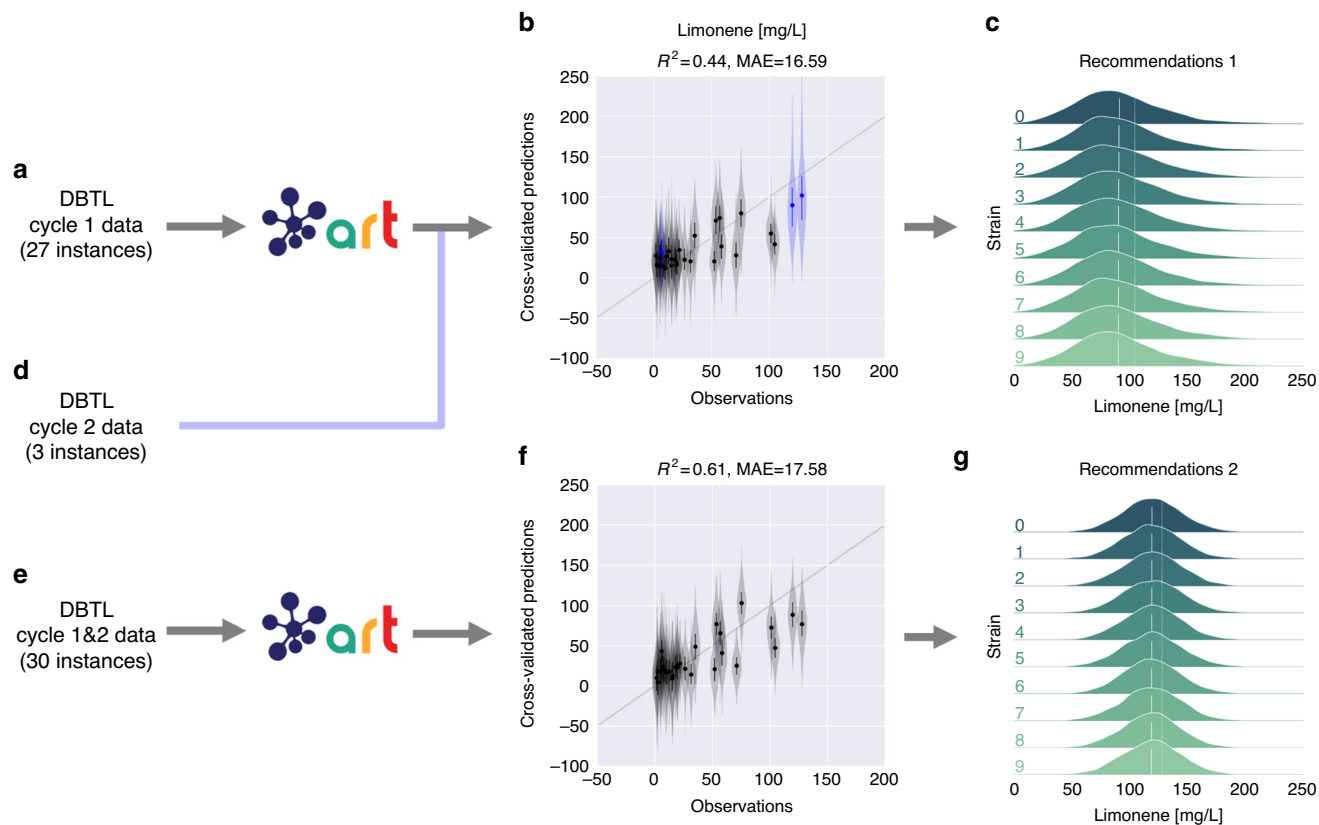 a
DBTL
cycle 1 data
(27 instances)
art
b
Limonene [mg/L]
R²=0.44, MAE=16.59
Cross-validated predictions
250
200
150
100
50
0
−50
−100
−50
0
50
100
150
200
Observations
c
Recommendations 1
Strain
0
1
2
3
4
5
6
7
8
9
0
50
100
150
200
250
Limonene [mg/L]
d
DBTL
cycle 2 data
(3 instances)
e
DBTL
cycle 1&2 data
(30 instances)
art
f
R²=0.61, MAE=17.58
Cross-validated predictions
250
200
150
100
50
0
−50
−100
−50
0
50
100
150
200
Observations
g
Recommendations 2
Strain
0
1
2
3
4
5
6
7
8
9
0
50
100
150
200
250
Limonene [mg/L]